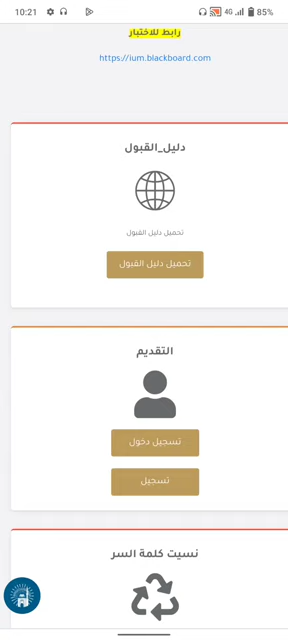 10:21
4G
85%
رابط للاختبار
https://ium.blackboard.com
دليل_القبول
تحميل دليل القبول
تحميل دليل القبول
التقديم
تسجيل دخول
تسجيل
نسيت كلمة السر